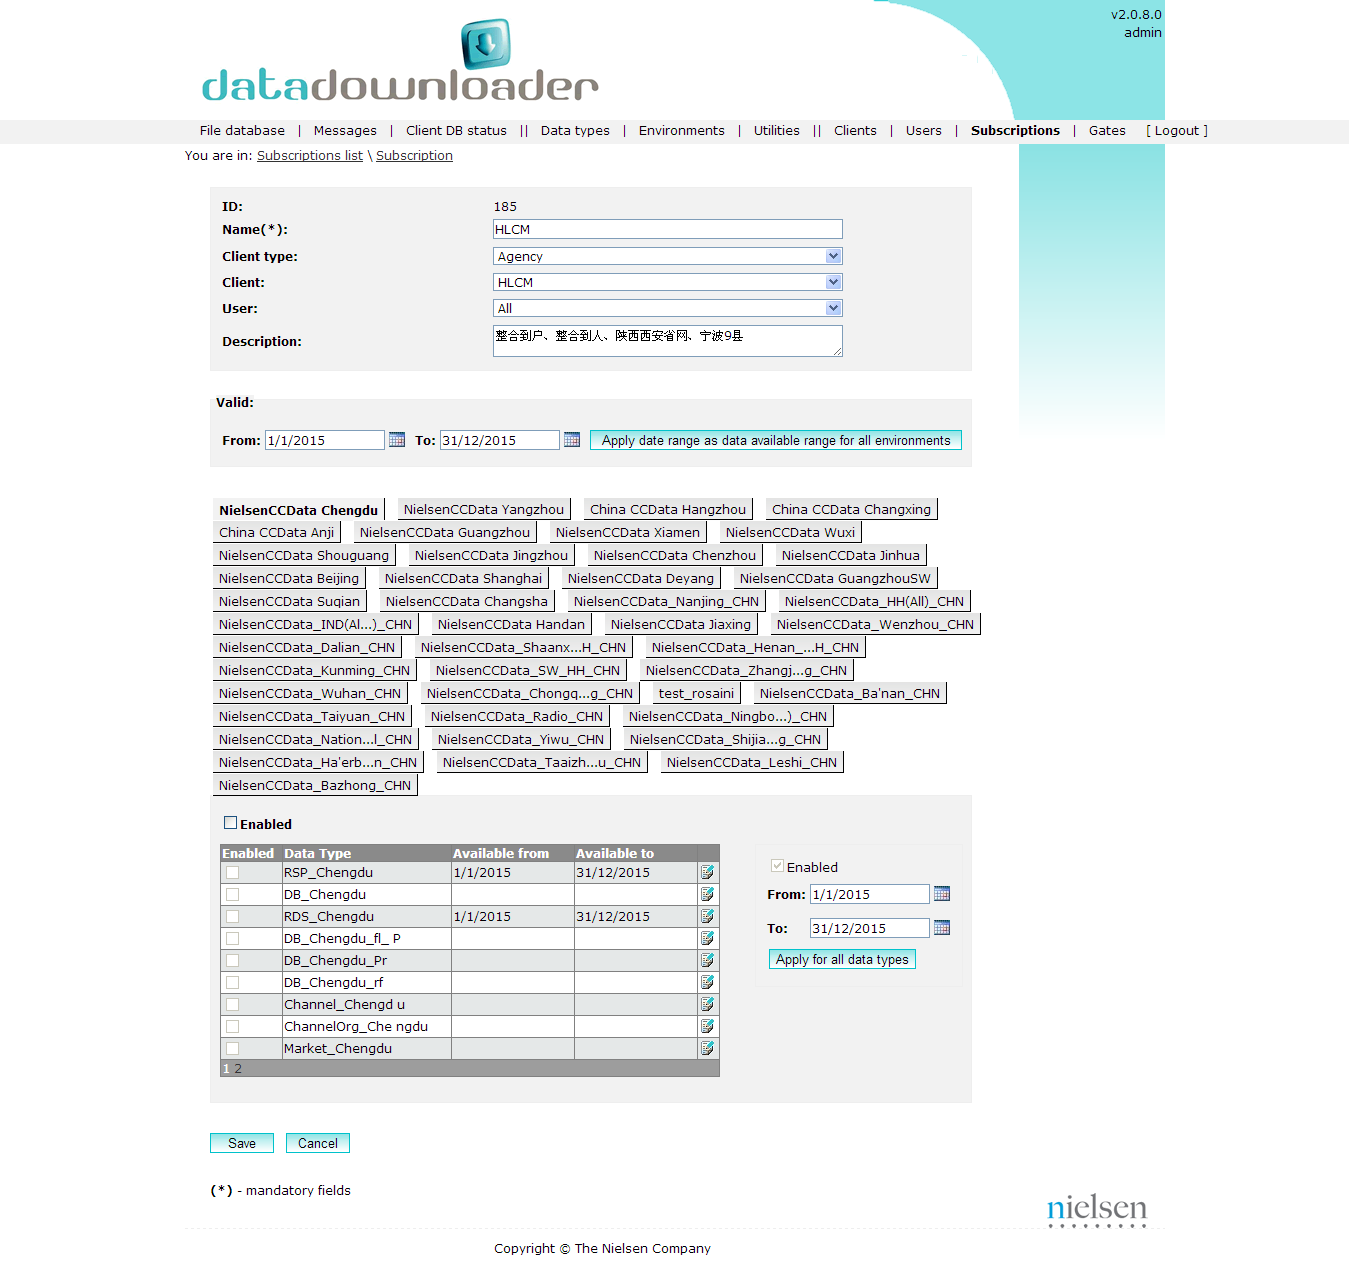 v2.0.8.0
admin
datadownloader
File database | Messages | Client DB status || Data types | Environments | Utilities || Clients | Users | Subscriptions | Gates [ Logout ]
You are in: Subscriptions list \ Subscription
ID: 185
Name(*): HLCM
Client type: Agency
Client: HLCM
User: All
Description: 整合到户、整合到人、陕西西安省网、宁波9县
Valid:
From: 1/1/2015 To: 31/12/2015 Apply date range as data available range for all environments
NielsenCCData Chengdu NielsenCCData Yangzhou China CCData Hangzhou China CCData Changxing
China CCData Anji NielsenCCData Guangzhou NielsenCCData Xiamen NielsenCCData Wuxi
NielsenCCData Shouguang NielsenCCData Jingzhou NielsenCCData Chenzhou NielsenCCData Jinhua
NielsenCCData Beijing NielsenCCData Shanghai NielsenCCData Deyang NielsenCCData GuangzhouSW
NielsenCCData Suqian NielsenCCData Changsha NielsenCCData_Nanjing_CHN NielsenCCData_HH(All)_CHN
NielsenCCData_IND(Al...)_CHN NielsenCCData Handan NielsenCCData Jiaxing NielsenCCData_Wenzhou_CHN
NielsenCCData_Dalian_CHN NielsenCCData_Shaanx...H_CHN NielsenCCData_Henan_...H_CHN
NielsenCCData_Kunming_CHN NielsenCCData_SW_HH_CHN NielsenCCData_Zhangj...g_CHN
NielsenCCData_Wuhan_CHN NielsenCCData_Chongq...g_CHN test_rosaini NielsenCCData_Ba'nan_CHN
NielsenCCData_Taiyuan_CHN NielsenCCData_Radio_CHN NielsenCCData_Ningbo...)_CHN
NielsenCCData_Nation...l_CHN NielsenCCData_Yiwu_CHN NielsenCCData_Shijia...g_CHN
NielsenCCData_Ha'erb...n_CHN NielsenCCData_Taaizh...u_CHN NielsenCCData_Leshi_CHN
NielsenCCData_Bazhong_CHN
Enabled
Enabled Data Type Available from Available to
RSP_Chengdu 1/1/2015 31/12/2015
DB_Chengdu
RDS_Chengdu 1/1/2015 31/12/2015
DB_Chengdu_fl_ P
DB_Chengdu_Pr
DB_Chengdu_rf
Channel_Chengd u
ChannelOrg_Che ngdu
Market_Chengdu
1 2
Enabled
From: 1/1/2015
To: 31/12/2015
Apply for all data types
Save Cancel
(*) - mandatory fields
nielsen
Copyright © The Nielsen Company